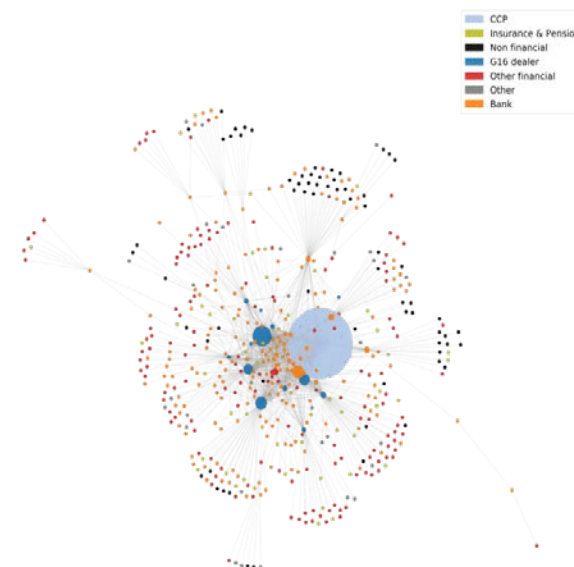 CCP
Insurance & Pensio
Non financial
G16 dealer
Other financial
Other
Bank